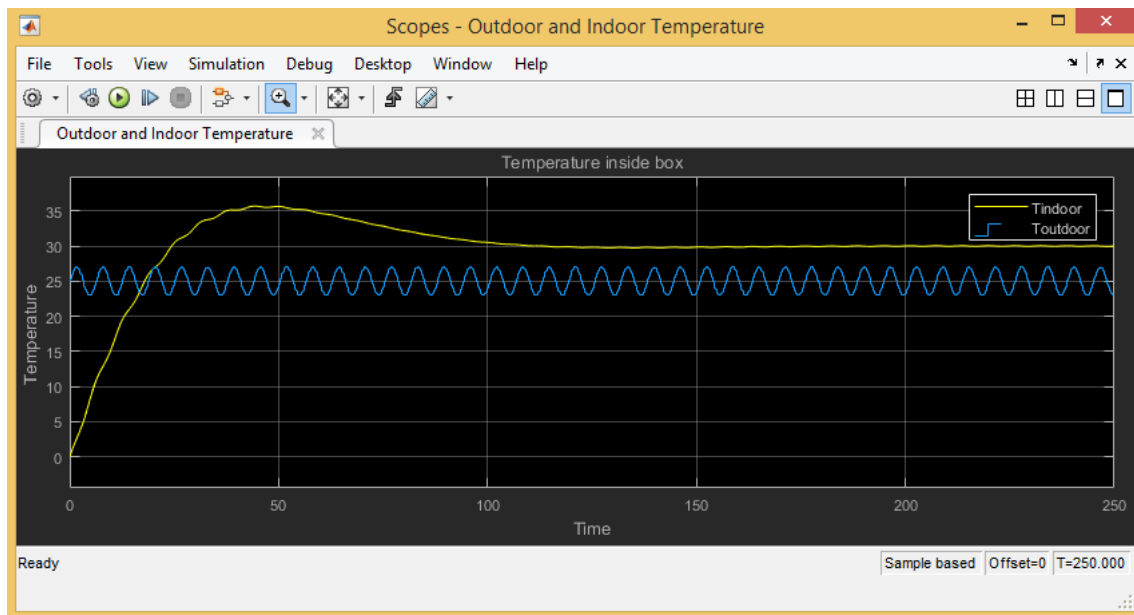 Scopes - Outdoor and Indoor Temperature
File Tools View Simulation Debug Desktop Window Help
Outdoor and Indoor Temperature
Temperature inside box
Tindoor
Toutdoor
Temperature
35
30
25
20
15
10
5
0
0 50 100 150 200 250
Time
Ready
Sample based Offset=0 T=250.000